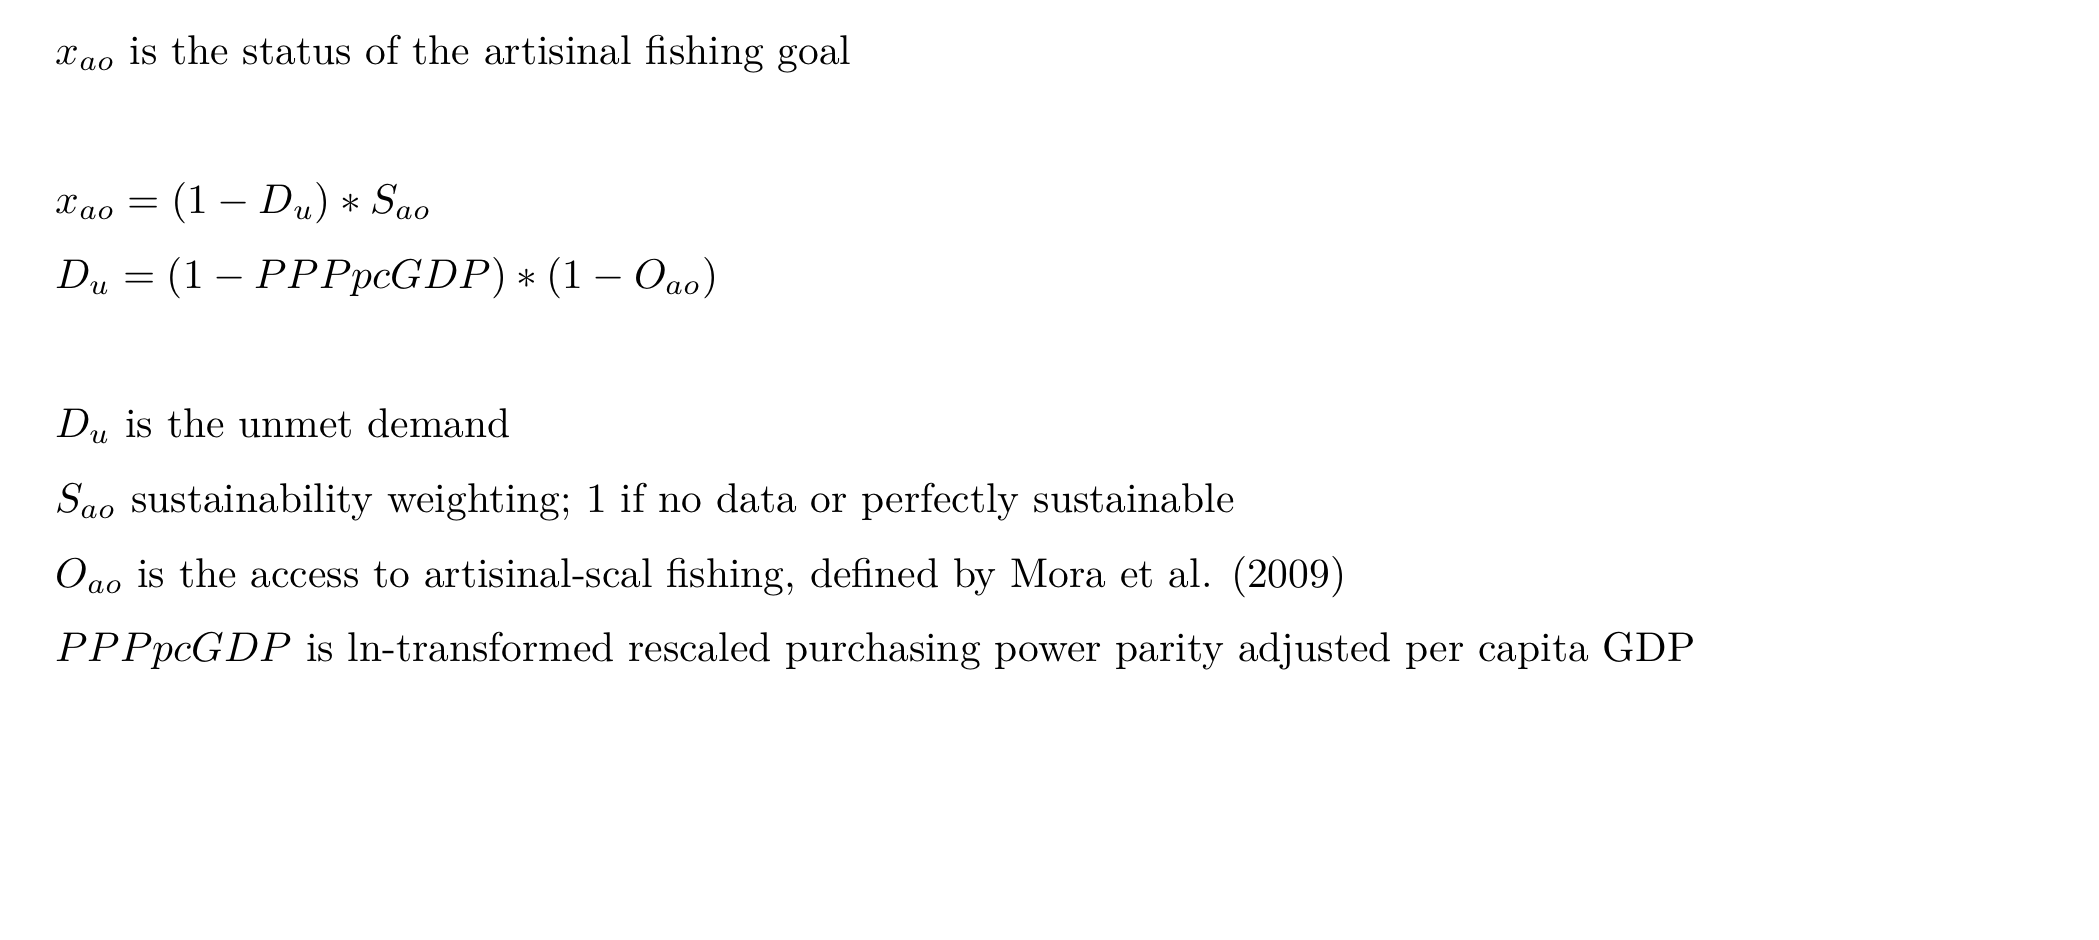 x_{ao} is the status of the artisinal fishing goal
x_{ao} = (1 − D_u) ∗ S_{ao}
D_u = (1 − PPPpcGDP) ∗ (1 − O_{ao})
D_u is the unmet demand
S_{ao} sustainability weighting; 1 if no data or perfectly sustainable
O_{ao} is the access to artisinal-scal fishing, defined by Mora et al. (2009)
PPPpcGDP is ln-transformed rescaled purchasing power parity adjusted per capita GDP